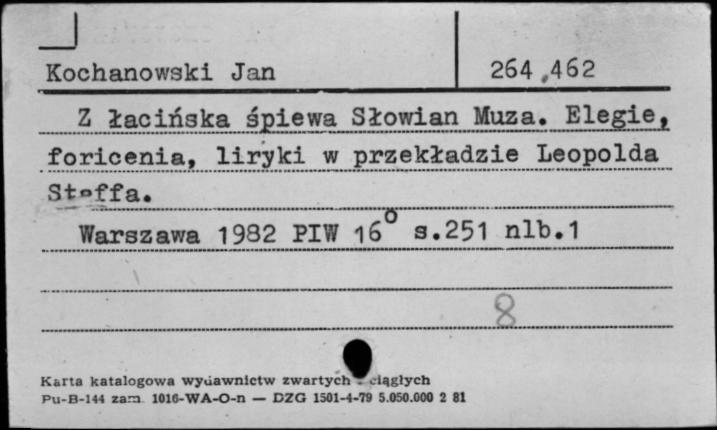 Kochanowski Jan 264,462
Z łacińska śpiewa Słowian Muza. Elegie,
foricenia, liryki w przekładzie Leopolda
Staffa.
Warszawa 1982 PIW 16° s.251 nlb.1
8
Karta katalogowa wydawnictw zwartych i ciągłych
Pu-B-144 zam. 1016-WA-O-n — DZG 1501-4-79 5.050.000 2 81